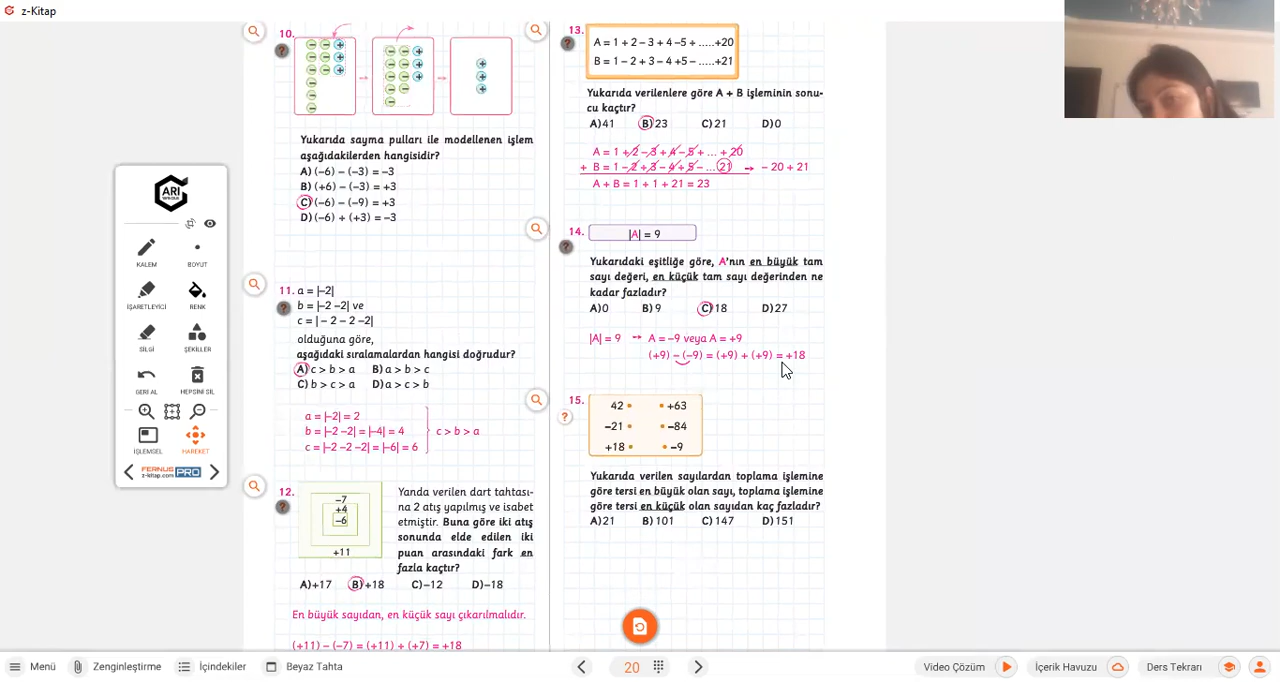 z-Kitap
10.
Yukarıda sayma pulları ile modellenen işlem
aşağıdakilerden hangisidir?
A) (−6) − (−3) = −3
B) (+6) − (−3) = +3
C) (−6) − (−9) = +3
D) (−6) + (+3) = −3
11. a = |−2|
b = |−2 −2| ve
c = | − 2 − 2 −2|
olduğuna göre,
aşağıdaki sıralamalardan hangisi doğrudur?
A) c > b > a B) a > b > c
C) b > c > a D) a > c > b
a = |−2| = 2
b = |−2 −2| = |−4| = 4
c = |−2 −2 −2| = |−6| = 6
c > b > a
12.
−7
+4
−6
+11
Yanda verilen dart tahtası-
na 2 atış yapılmış ve isabet
etmiştir. Buna göre iki atış
sonunda elde edilen iki
puan arasındaki fark en
fazla kaçtır?
A) +17 B) +18 C) −12 D) −18
En büyük sayıdan, en küçük sayı çıkarılmalıdır.
(+11) − (−7) = (+11) + (+7) = +18
13.
A = 1 + 2 − 3 + 4 −5 + .....+20
B = 1 − 2 + 3 − 4 +5 − .....+21
Yukarıda verilenlere göre A + B işleminin sonu-
cu kaçtır?
A) 41 B) 23 C) 21 D) 0
A = 1 + 2 − 3 + 4 − 5 + ... + 20
+ B = 1 − 2 + 3 − 4 + 5 − ... 21 → − 20 + 21
A + B = 1 + 1 + 21 = 23
14.
|A| = 9
Yukarıdaki eşitliğe göre, A'nın en büyük tam
sayı değeri, en küçük tam sayı değerinden ne
kadar fazladır?
A) 0 B) 9 C) 18 D) 27
|A| = 9 → A = −9 veya A = +9
(+9) − (−9) = (+9) + (+9) = +18
15.
42 • • +63
−21 • • −84
+18 • • −9
Yukarıda verilen sayılardan toplama işlemine
göre tersi en büyük olan sayı, toplama işlemine
göre tersi en küçük olan sayıdan kaç fazladır?
A) 21 B) 101 C) 147 D) 151
ARI
KALEM BOYUT
İŞARETLEYİCİ RENK
SİLGİ ŞEKİLLER
GERİ AL HEPSİNİ SİL
İŞLEMSEL HAREKET
FERNUS
z-kitap.com PRO
Menü Zenginleştirme İçindekiler Beyaz Tahta 20 Video Çözüm İçerik Havuzu Ders Tekrarı